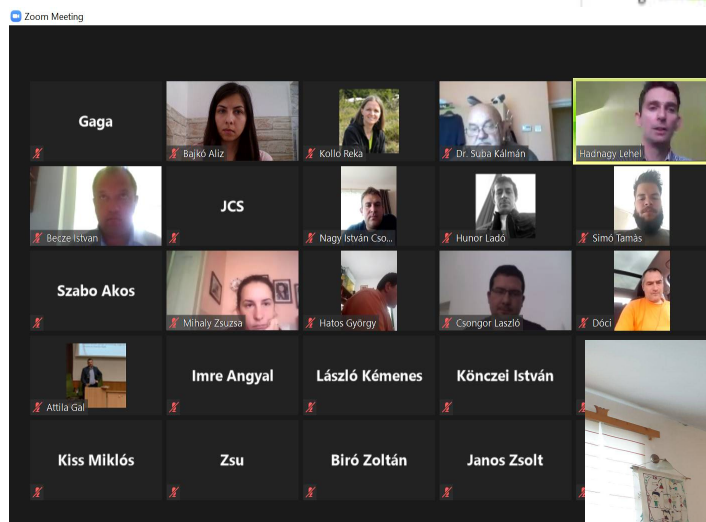 Zoom Meeting
Gaga
Bajkó Aliz
Kollo Reka
Dr. Suba Kálmán
Hadnagy Lehel
Becze Istvan
JCS
Nagy István Cso...
Hunor Ladó
Simó Tamás
Szabo Akos
Mihaly Zsuzsa
Hatos György
Csongor Laszló
Dóci
Attila Gal
Imre Angyal
László Kémenes
Könczei István
Kiss Miklós
Zsu
Biró Zoltán
Janos Zsolt